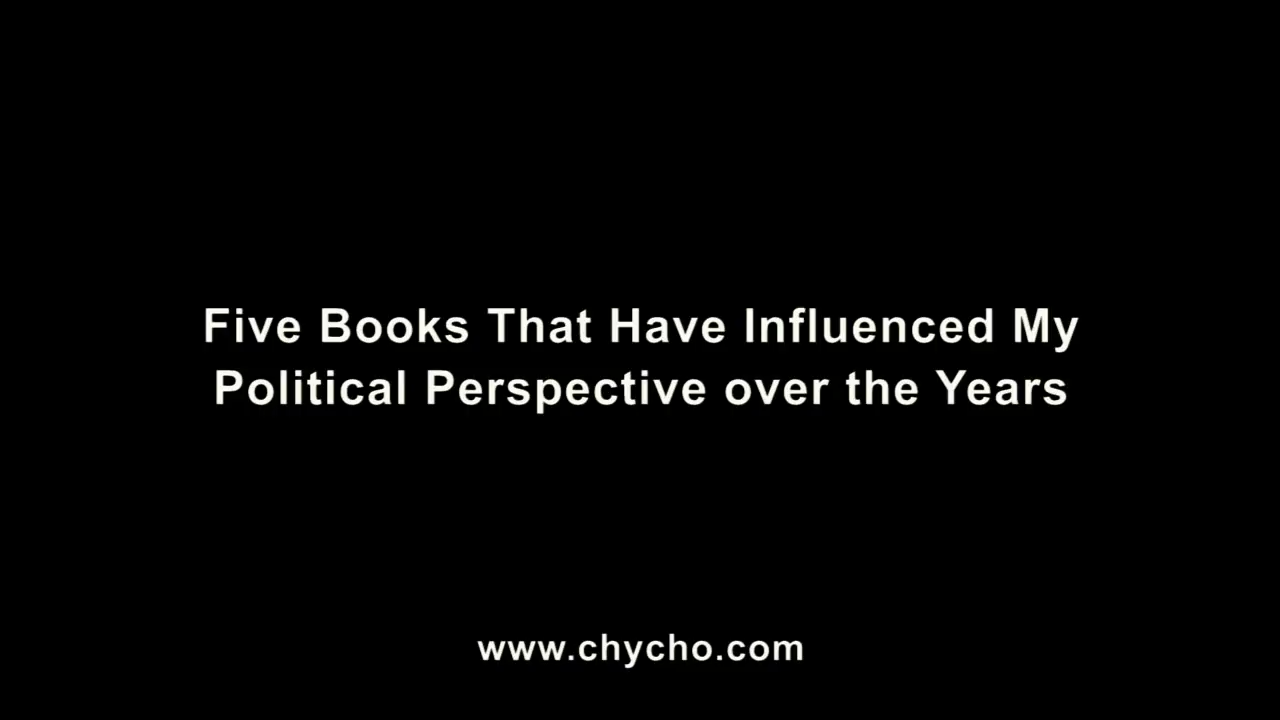 Five Books That Have Influenced My
Political Perspective over the Years
www.chycho.com